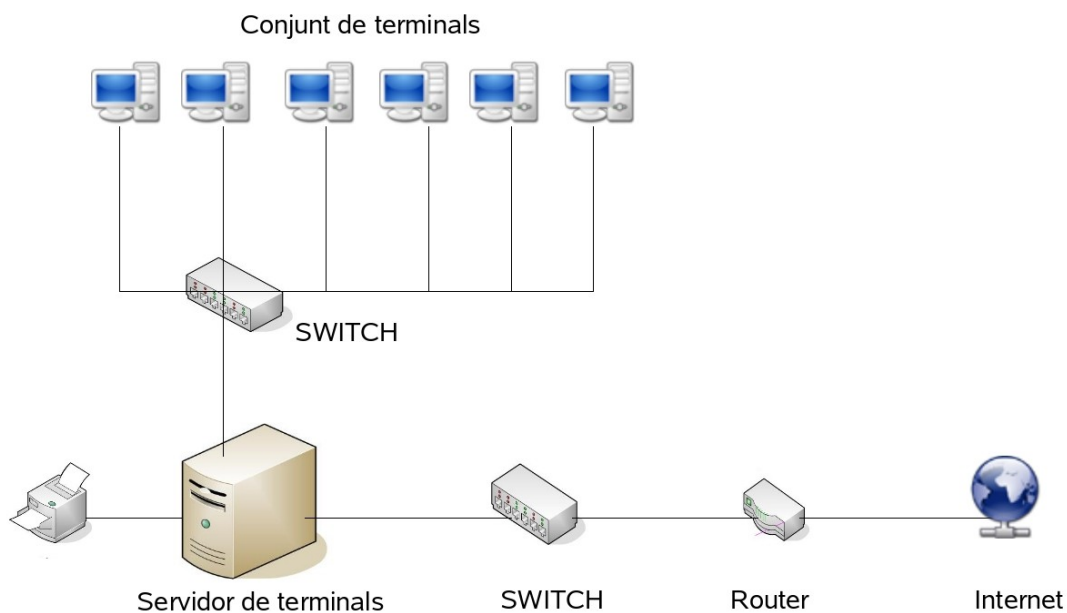 Conjunt de terminals
SWITCH
Servidor de terminals
SWITCH
Router
Internet